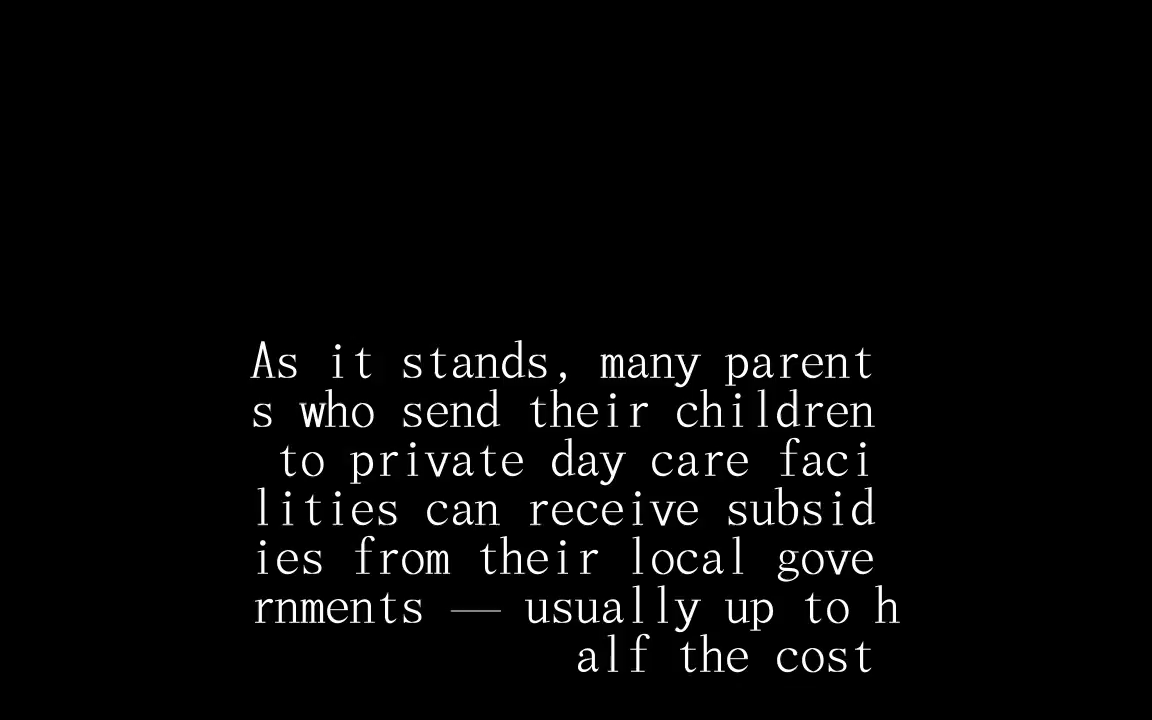 As it stands, many parent
s who send their children
to private day care faci
lities can receive subsid
ies from their local gove
rnments — usually up to h
alf the cost